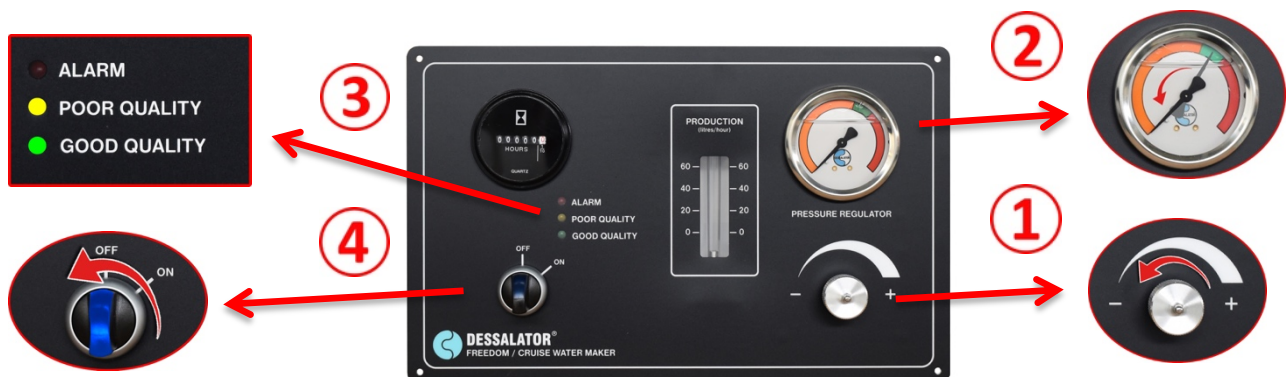 ALARM
POOR QUALITY
GOOD QUALITY
3
HOURS
QUARTZ
PRODUCTION
(litres/hour)
60 60
40 40
20 20
0 0
PRESSURE REGULATOR
2
ALARM
POOR QUALITY
GOOD QUALITY
4
OFF
ON
OFF
ON
1
− +
− +
DESSALATOR®
FREEDOM / CRUISE WATER MAKER